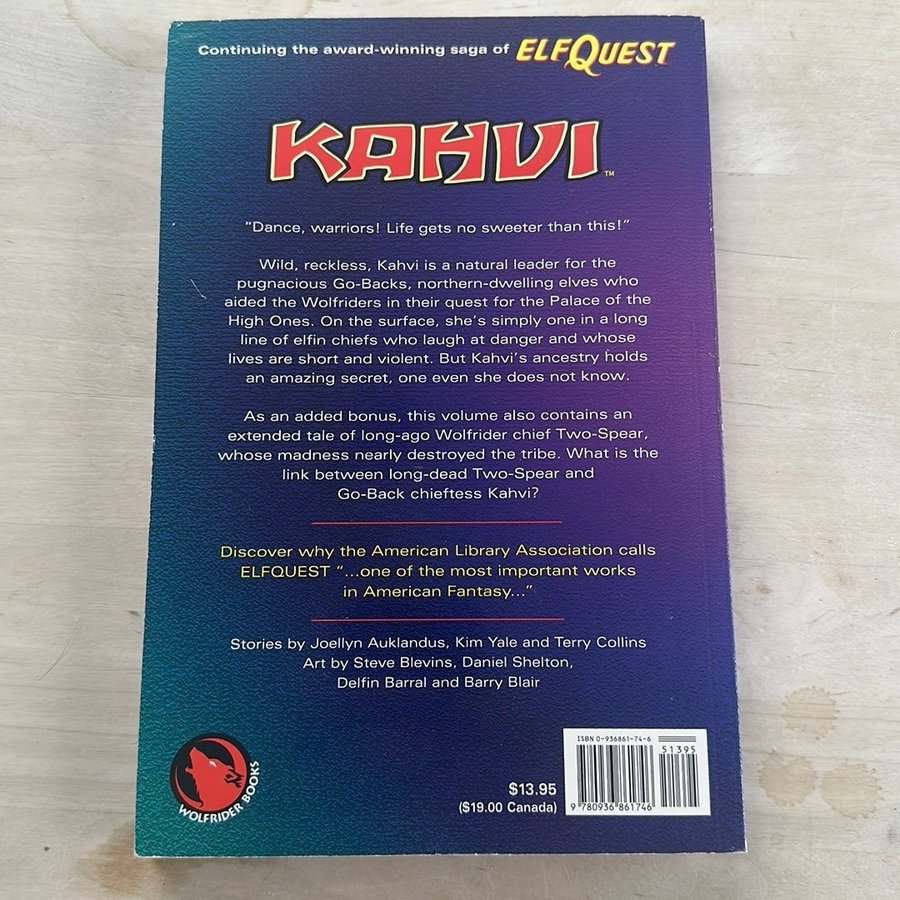 Continuing the award-winning saga of ELFQUEST
KAHVI™
"Dance, warriors! Life gets no sweeter than this!"
Wild, reckless, Kahvi is a natural leader for the
pugnacious Go-Backs, northern-dwelling elves who
aided the Wolfriders in their quest for the Palace of the
High Ones. On the surface, she's simply one in a long
line of elfin chiefs who laugh at danger and whose
lives are short and violent. But Kahvi's ancestry holds
an amazing secret, one even she does not know.
As an added bonus, this volume also contains an
extended tale of long-ago Wolfrider chief Two-Spear,
whose madness nearly destroyed the tribe. What is the
link between long-dead Two-Spear and
Go-Back chieftess Kahvi?
Discover why the American Library Association calls
ELFQUEST "...one of the most important works
in American Fantasy..."
Stories by Joellyn Auklandus, Kim Yale and Terry Collins
Art by Steve Blevins, Daniel Shelton,
Delfin Barral and Barry Blair
WOLFRIDER BOOKS
$13.95
($19.00 Canada)
ISBN 0-936861-74-6
51395
9 780936 861746